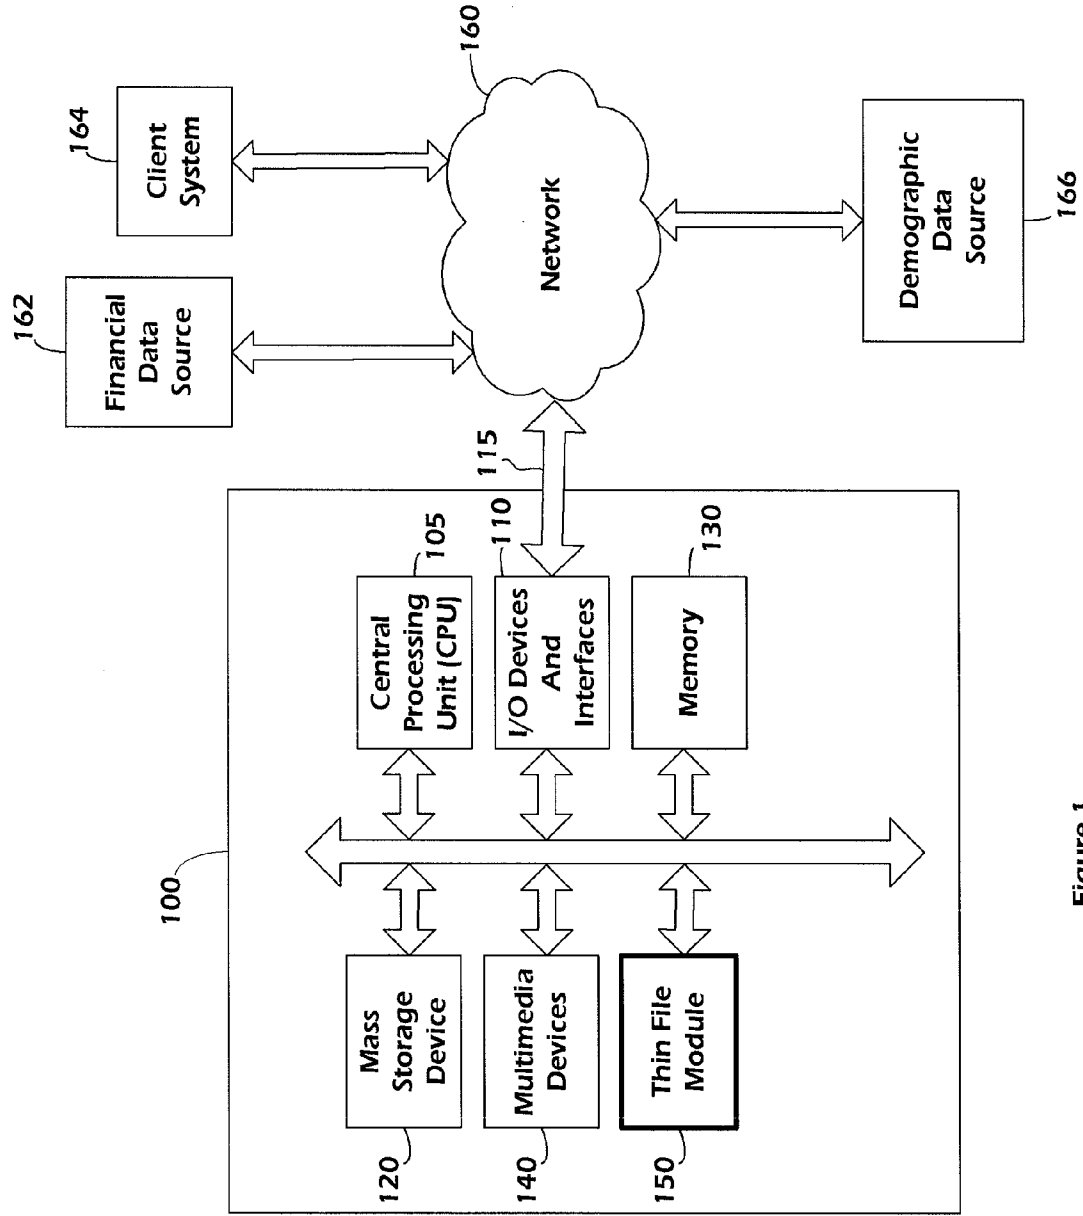 100
120
Mass
Storage
Device
140
Multimedia
Devices
150
Thin File
Module
Central
Processing
Unit (CPU)
105
I/O Devices
And
Interfaces
110
Memory
130
115
162
Financial
Data
Source
164
Client
System
160
Network
Demographic
Data
Source
166
Figure 1